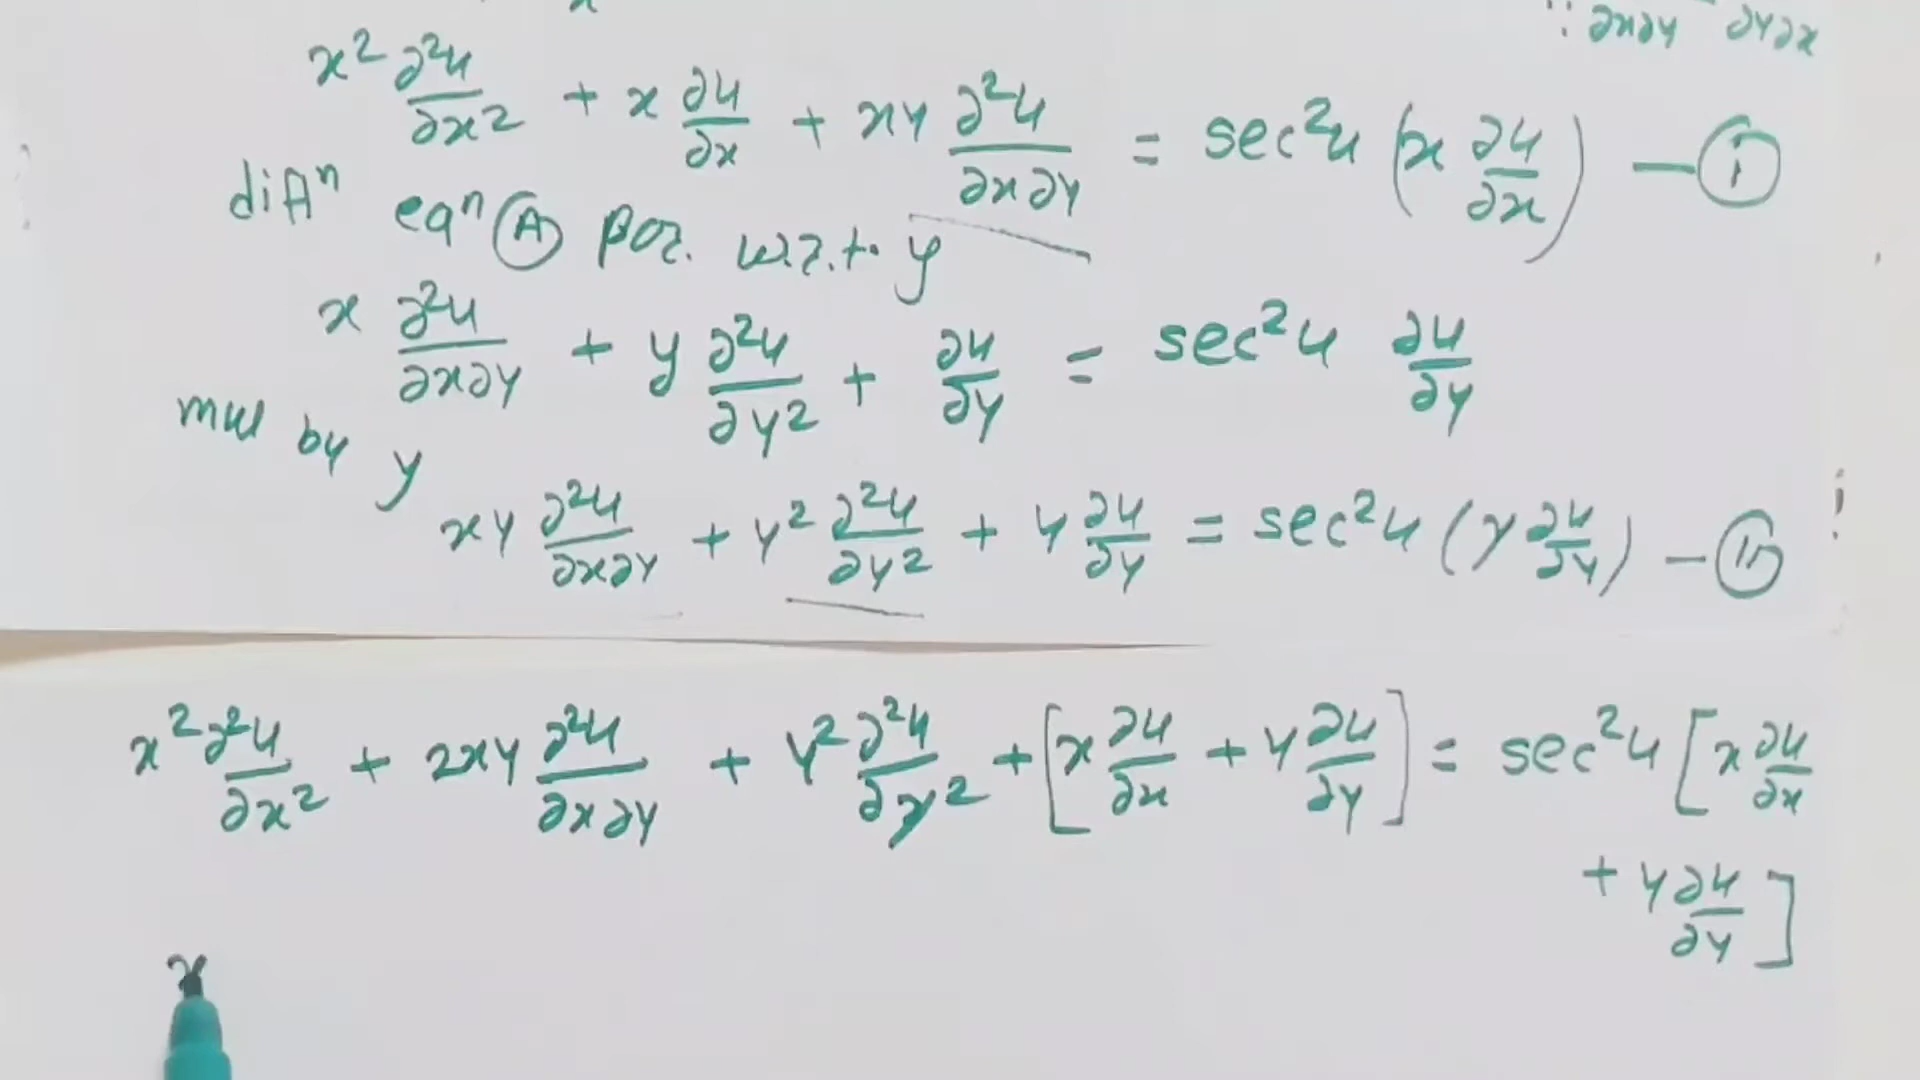 ∵ ∂x∂y ∂y∂x
x² ∂²u/∂x² + x ∂u/∂x + xy ∂²u/∂x∂y = sec²u (x ∂u/∂x) — (i)
diffⁿ eqⁿ (A) par. w.r.t. y
x ∂²u/∂x∂y + y ∂²u/∂y² + ∂u/∂y = sec²u ∂u/∂y
mul by y
xy ∂²u/∂x∂y + y² ∂²u/∂y² + y ∂u/∂y = sec²u (y ∂u/∂y) — (ii)
x² ∂²u/∂x² + 2xy ∂²u/∂x∂y + y² ∂²u/∂y² + [x ∂u/∂x + y ∂u/∂y] = sec²u [x ∂u/∂x
+ y ∂u/∂y]
x